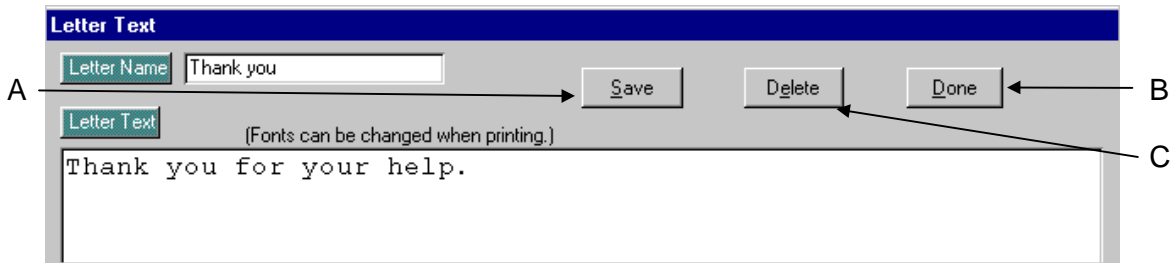 Letter Text
Letter Name Thank you
A Save Delete Done B
Letter Text
(Fonts can be changed when printing.)
C
Thank you for your help.